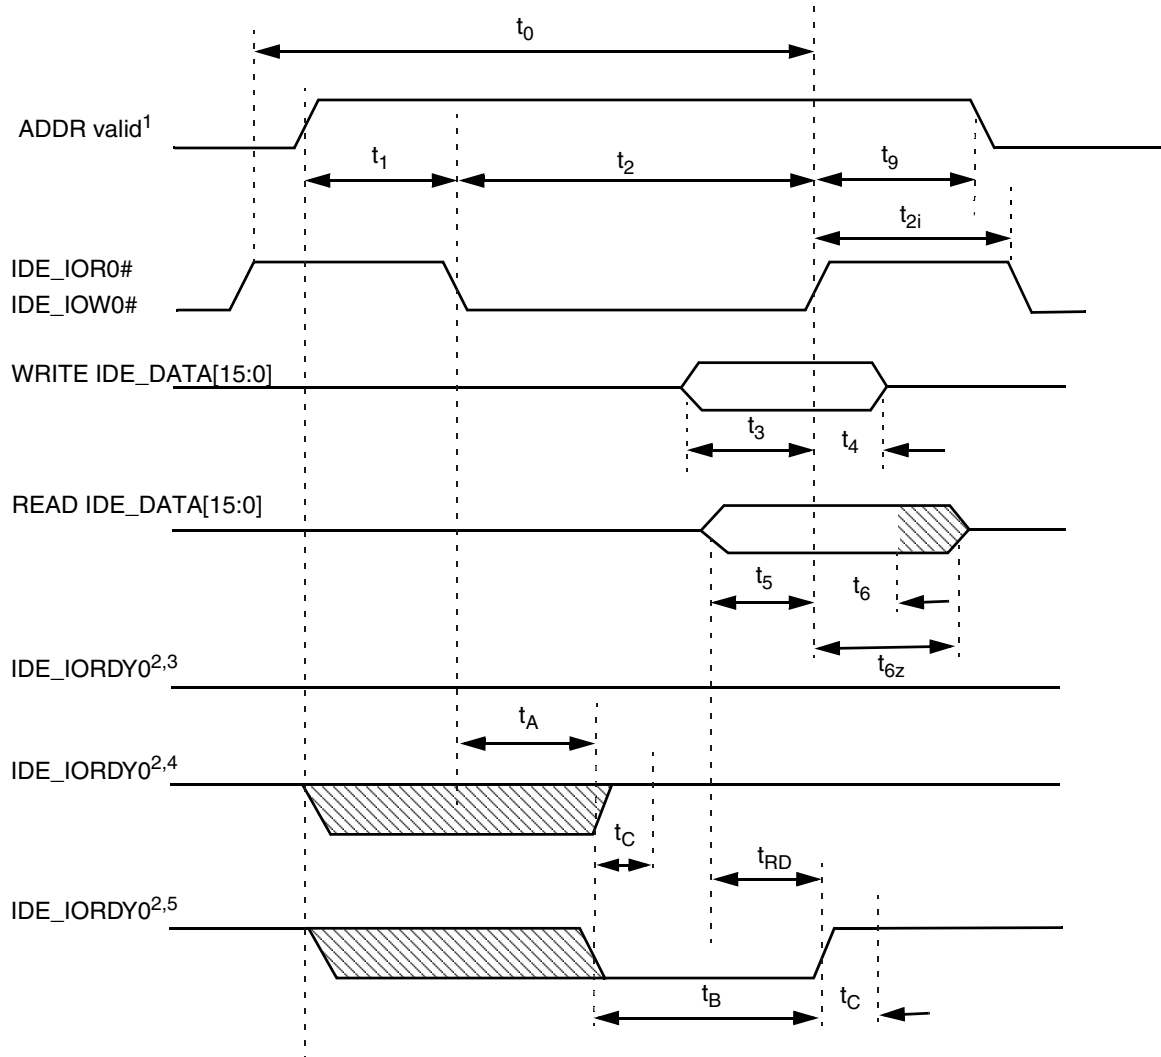 t0
ADDR valid1
t1
t2
t9
t2i
IDE_IOR0#
IDE_IOW0#
WRITE IDE_DATA[15:0]
t3
t4
READ IDE_DATA[15:0]
t5
t6
t6z
IDE_IORDY02,3
tA
IDE_IORDY02,4
tC
tRD
IDE_IORDY02,5
tB
tC